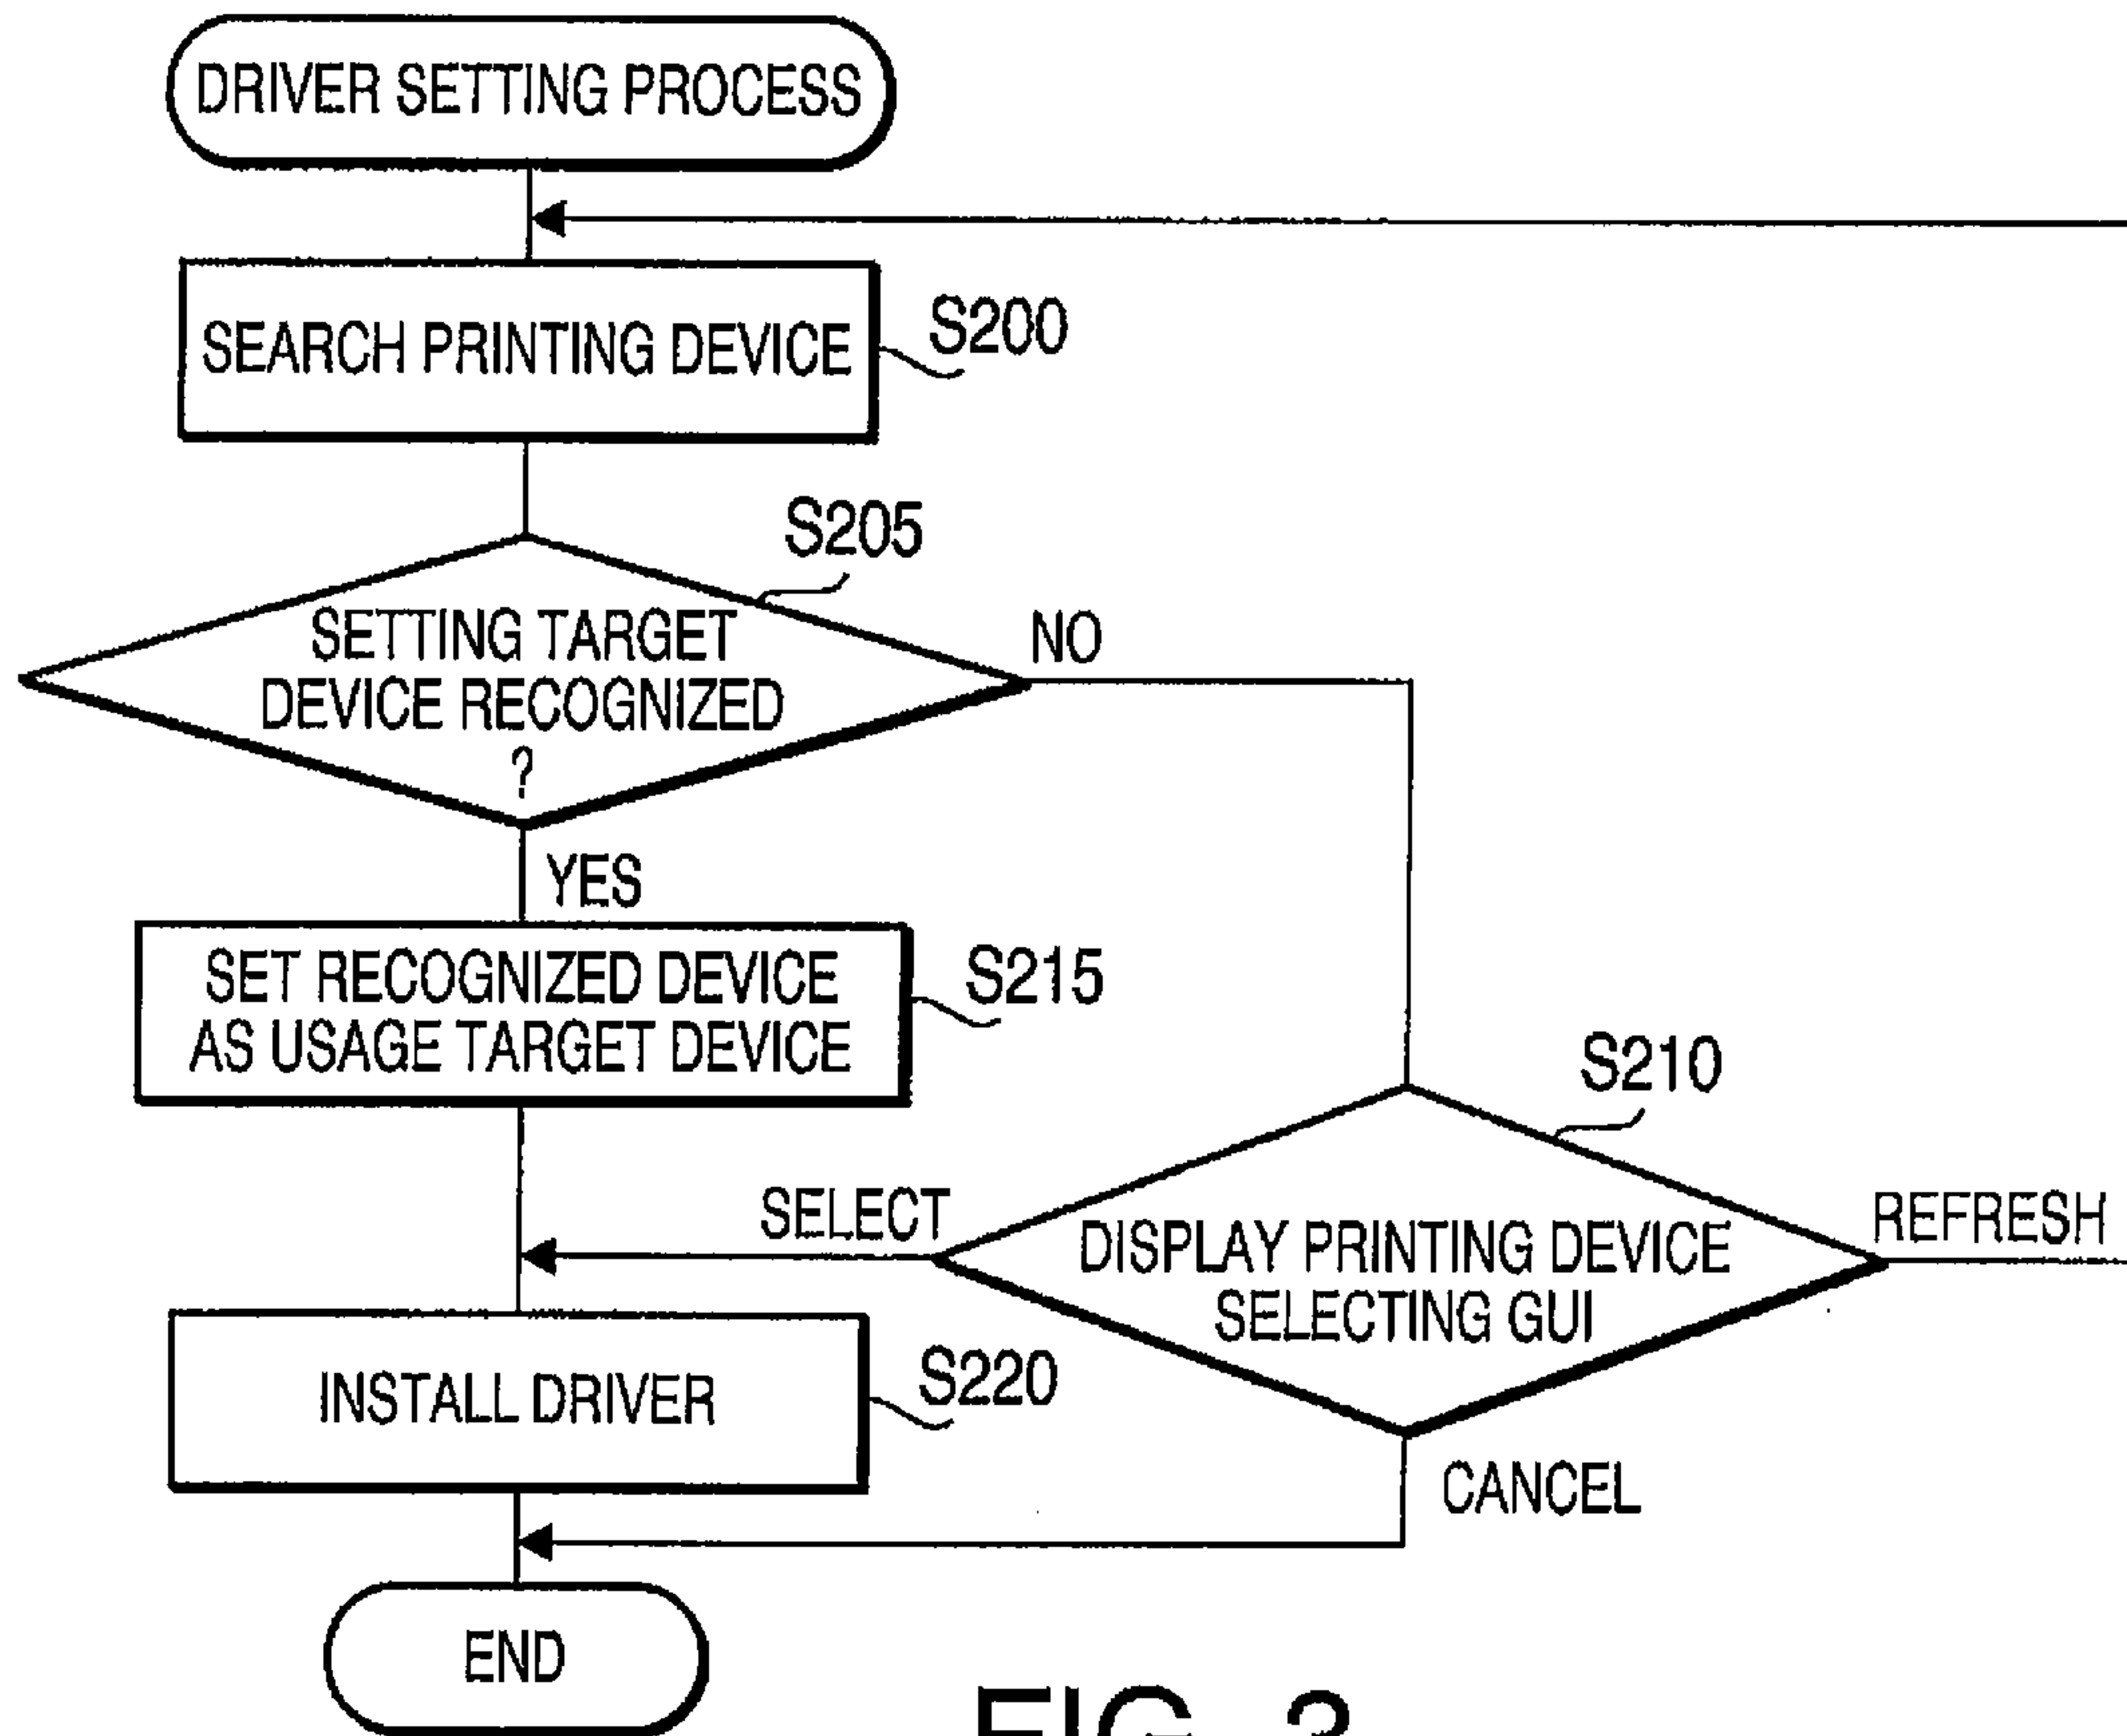 DRIVER SETTING PROCESS
SEARCH PRINTING DEVICE
S200
S205
SETTING TARGET
DEVICE RECOGNIZED
?
NO
YES
SET RECOGNIZED DEVICE
AS USAGE TARGET DEVICE
S215
S210
SELECT
DISPLAY PRINTING DEVICE
SELECTING GUI
REFRESH
INSTALL DRIVER
S220
CANCEL
END
FIG.